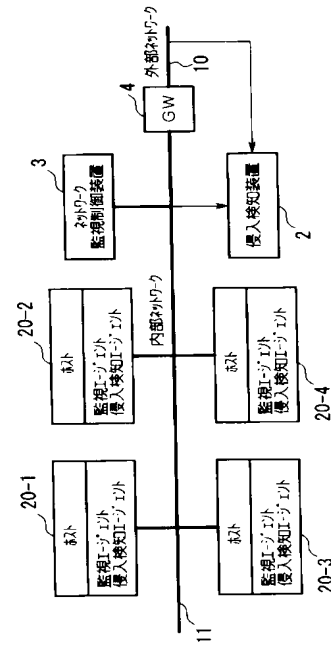 20-1
ホスト
監視エージェント
侵入検知エージェント
20-2
ホスト
監視エージェント
侵入検知エージェント
3
ネットワーク
監視制御装置
4
GW
外部ネットワーク
10
内部ネットワーク
11
ホスト
監視エージェント
侵入検知エージェント
20-3
ホスト
監視エージェント
侵入検知エージェント
20-4
侵入検知装置
2